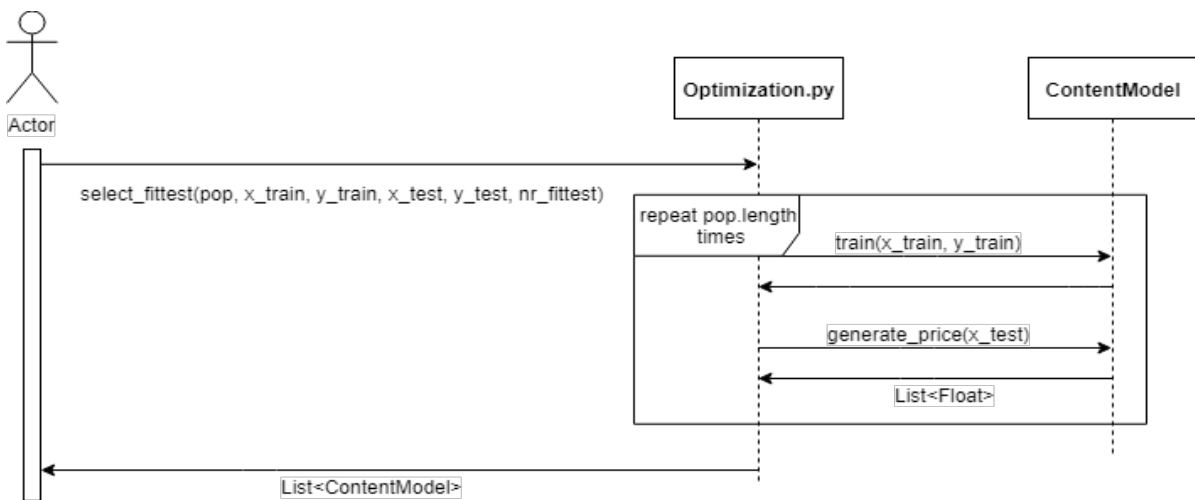 Optimization.py
ContentModel
Actor
select_fittest(pop, x_train, y_train, x_test, y_test, nr_fittest)
repeat pop.length
times
train(x_train, y_train)
generate_price(x_test)
List<Float>
List<ContentModel>